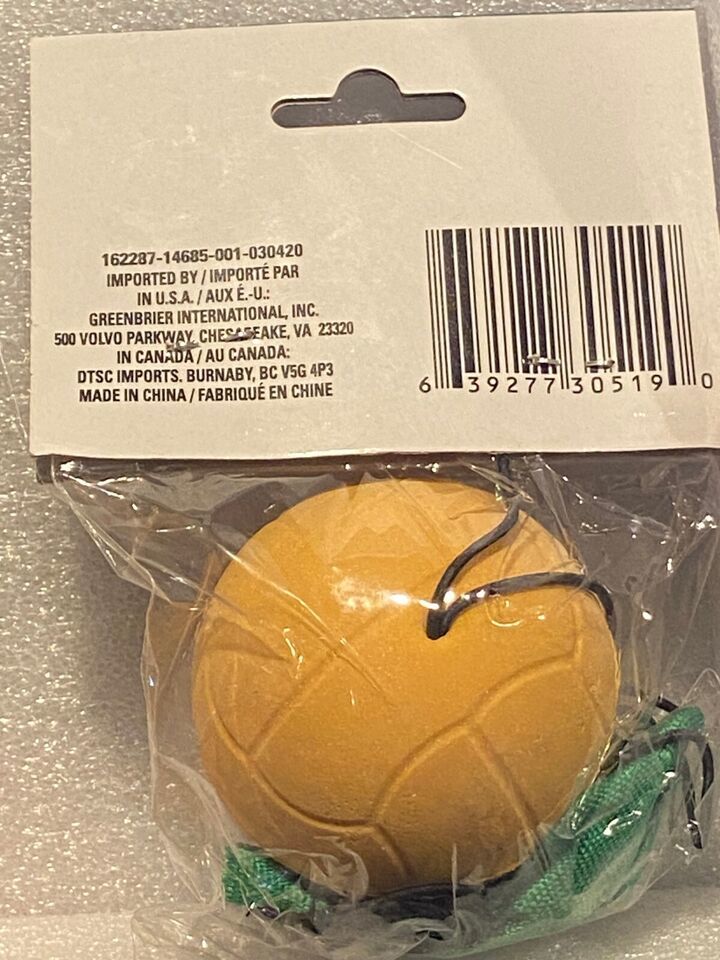 162287-14685-001-030420
IMPORTED BY / IMPORTÉ PAR
IN U.S.A. / AUX É.-U.:
GREENBRIER INTERNATIONAL, INC.
500 VOLVO PARKWAY, CHESAPEAKE, VA 23320
IN CANADA / AU CANADA:
DTSC IMPORTS. BURNABY, BC V5G 4P3
MADE IN CHINA / FABRIQUÉ EN CHINE
6 39277 30519 0